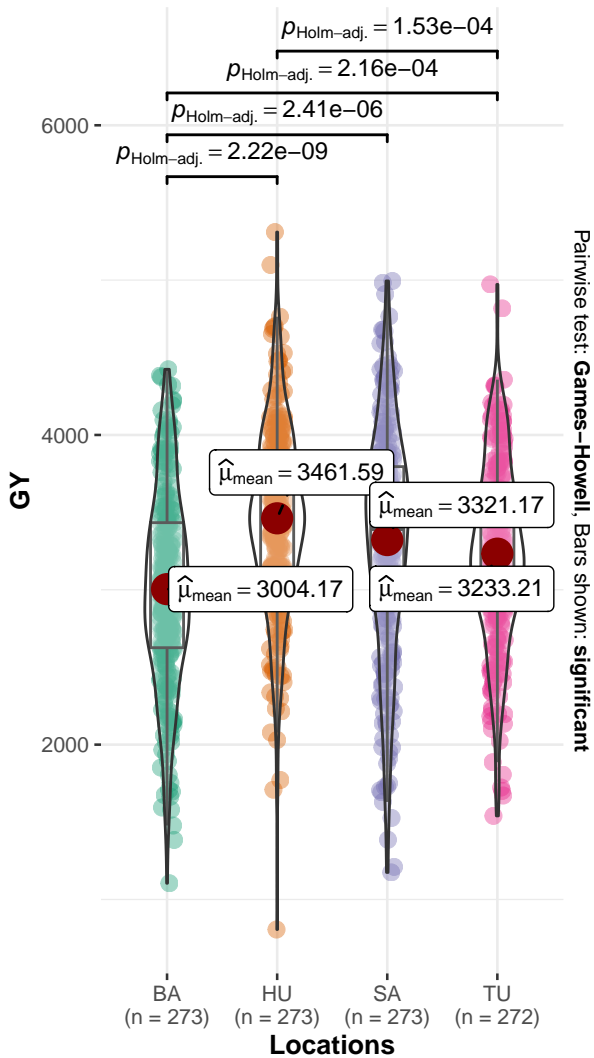 pHolm−adj. = 1.53e−04
pHolm−adj. = 2.16e−04
pHolm−adj. = 2.41e−06
pHolm−adj. = 2.22e−09
6000
4000
2000
GY
μ̂mean = 3461.59
μ̂mean = 3321.17
μ̂mean = 3004.17
μ̂mean = 3233.21
Pairwise test: Games−Howell, Bars shown: significant
BA HU SA TU
(n = 273) (n = 273) (n = 273) (n = 272)
Locations